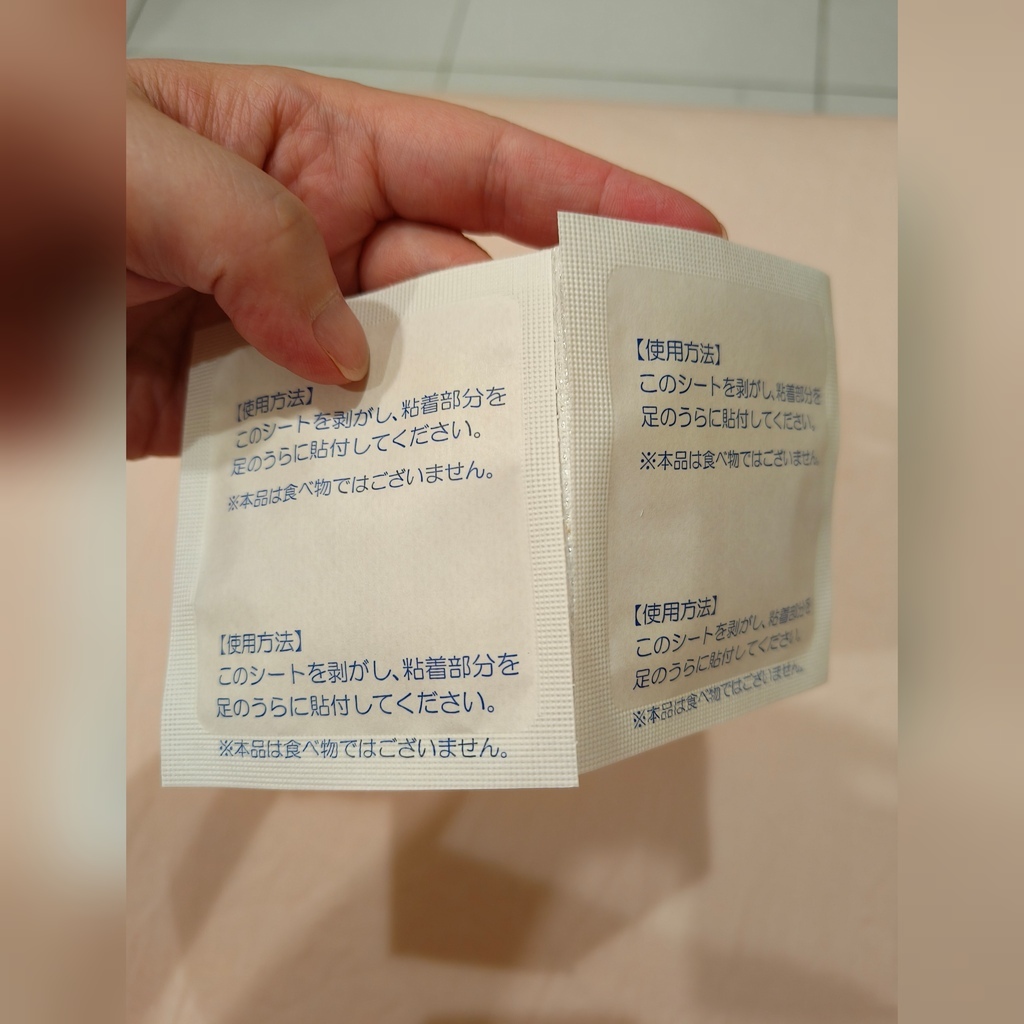 【使用方法】
このシートを剥がし、粘着部分を
足のうらに貼付してください。
※本品は食べ物ではございません。
【使用方法】
このシートを剥がし、粘着部分を
足のうらに貼付してください。
※本品は食べ物ではございません。
【使用方法】
このシートを剥がし、粘着部分を
足のうらに貼付してください。
※本品は食べ物ではございません。
【使用方法】
このシートを剥がし、粘着部分を
足のうらに貼付してください。
※本品は食べ物ではございません。